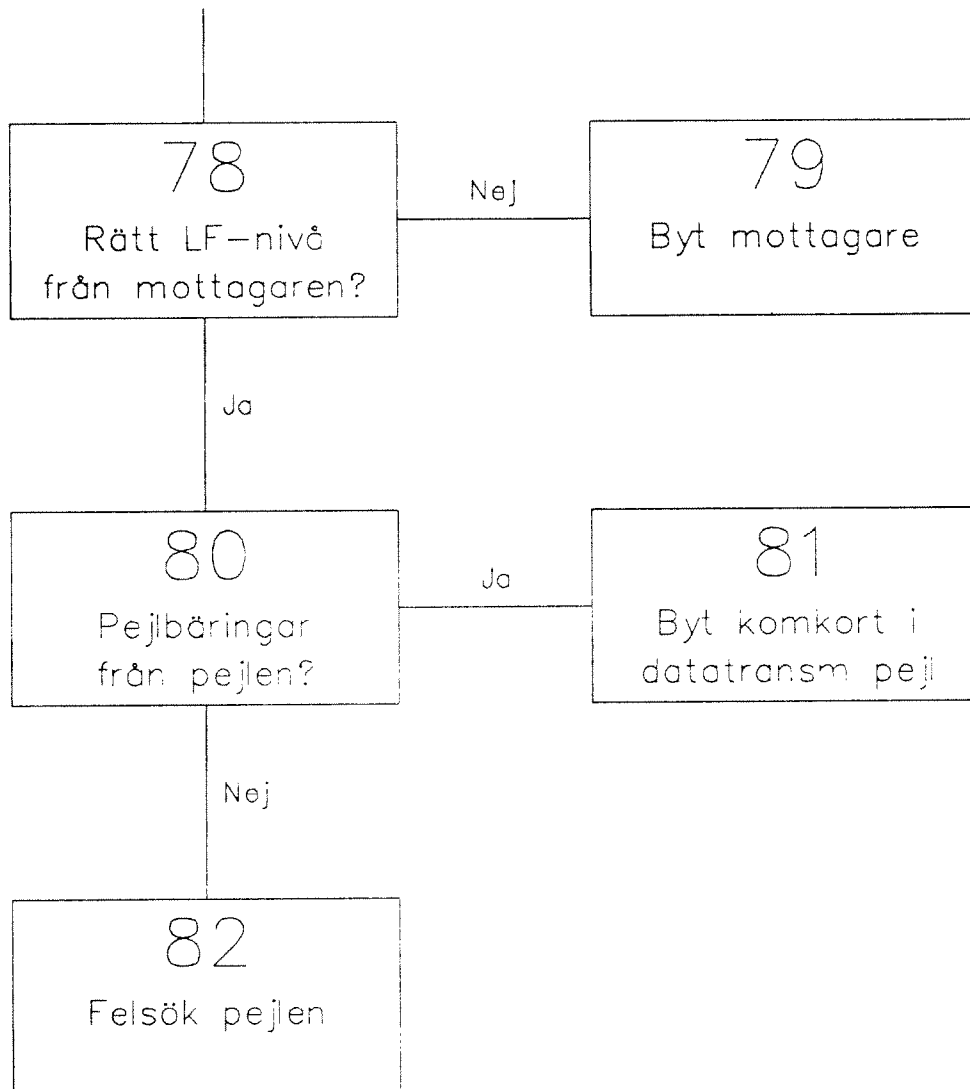 78
Rätt LF-nivå
från mottagaren?
Nej
79
Byt mottagare
Ja
80
Pejlbäringar
från pejlen?
Ja
81
Byt komkort i
datatransm pejl
Nej
82
Felsök pejlen